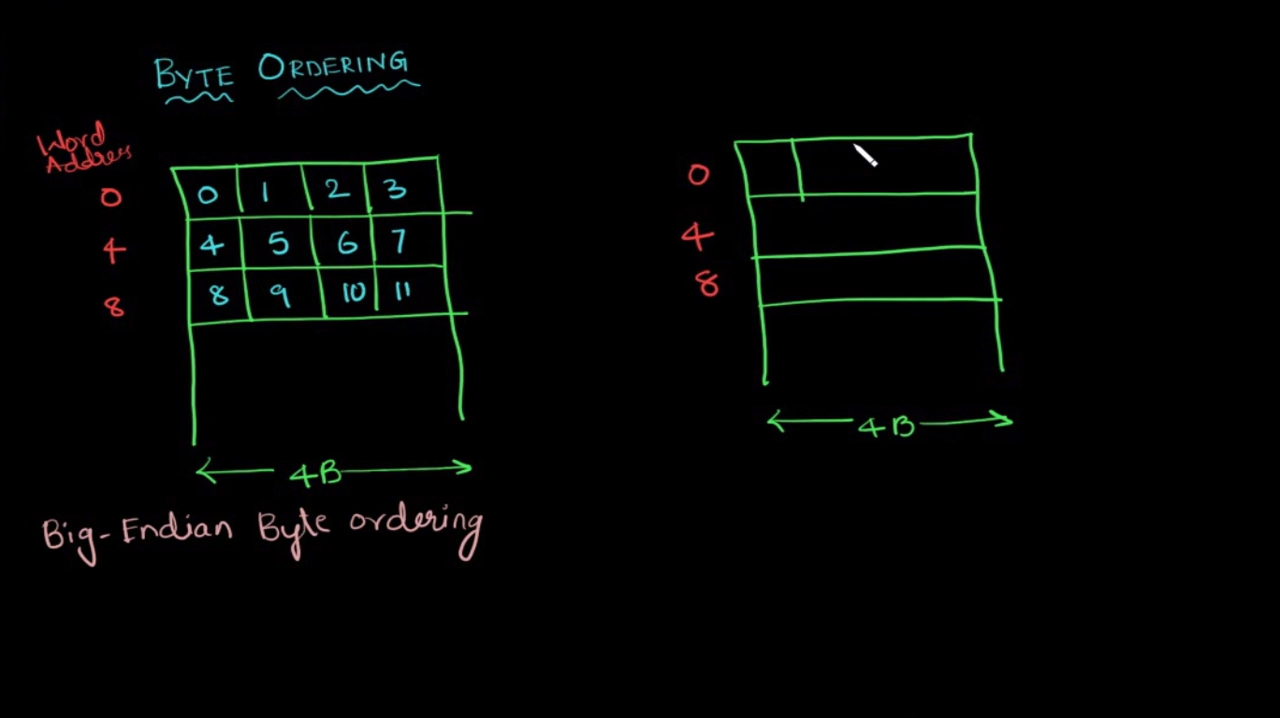 BYTE ORDERING
Word
Address
0 0 1 2 3
4 4 5 6 7
8 8 9 10 11
4B
Big-Endian Byte ordering
0
4
8
4B